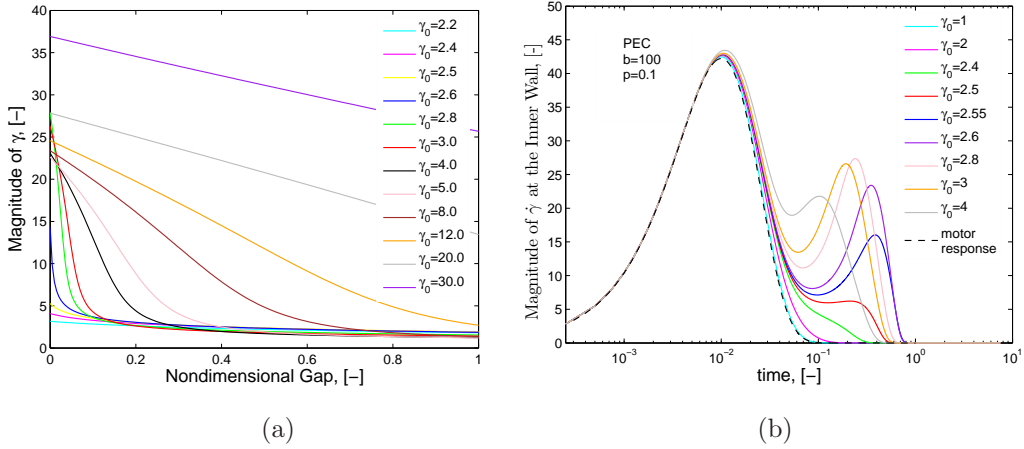 40
35
30
25
20
15
10
5
0
Magnitude of γ, [−]
0
0.2
0.4
0.6
0.8
1
Nondimensional Gap, [−]
γ0=2.2
γ0=2.4
γ0=2.5
γ0=2.6
γ0=2.8
γ0=3.0
γ0=4.0
γ0=5.0
γ0=8.0
γ0=12.0
γ0=20.0
γ0=30.0
(a)
50
45
40
35
30
25
20
15
10
5
0
Magnitude of γ̇ at the Inner Wall, [-]
PEC
b=100
p=0.1
10−3
10−2
10−1
100
101
time, [−]
γ0=1
γ0=2
γ0=2.4
γ0=2.5
γ0=2.55
γ0=2.6
γ0=2.8
γ0=3
γ0=4
motor
response
(b)